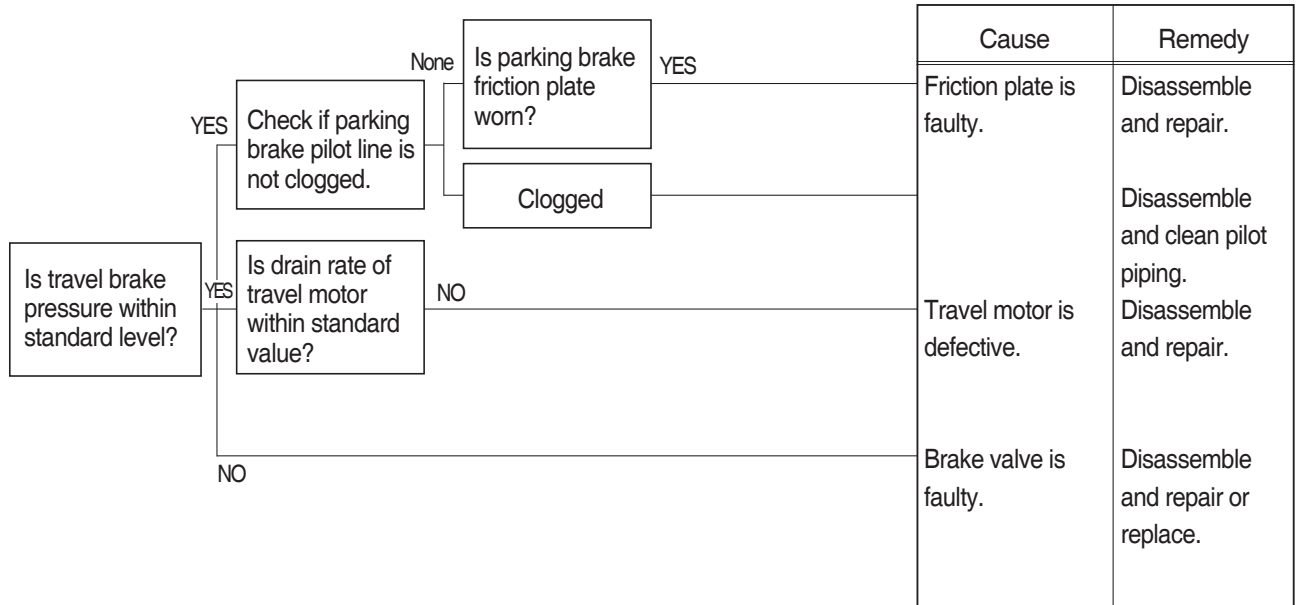 Cause
Remedy
None
Is parking brake
friction plate
worn?
YES
Friction plate is
faulty.
Disassemble
and repair.
YES
Check if parking
brake pilot line is
not clogged.
Clogged
Disassemble
and clean pilot
piping.
Is travel brake
pressure within
standard level?
YES
Is drain rate of
travel motor
within standard
value?
NO
Travel motor is
defective.
Disassemble
and repair.
NO
Brake valve is
faulty.
Disassemble
and repair or
replace.